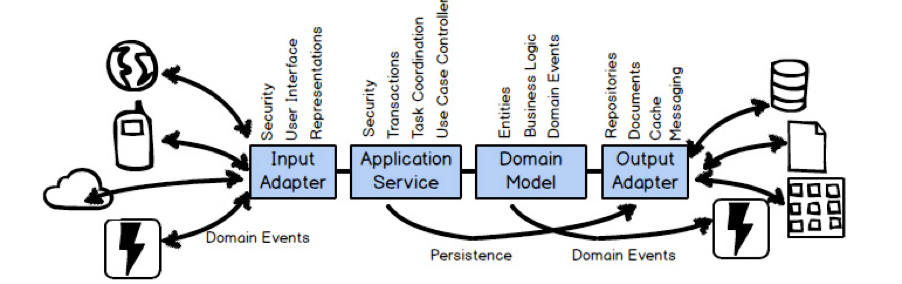 Security
User Interface
Representations
Security
Transactions
Task Coordination
Use Case Controller
Entities
Business Logic
Domain Events
Repositories
Documents
Cache
Messaging
Input
Adapter
Application
Service
Domain
Model
Output
Adapter
Domain Events
Persistence
Domain Events